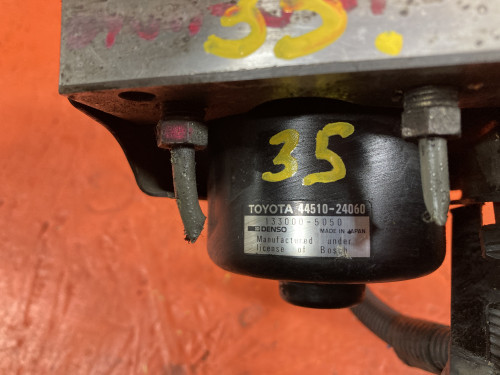 35.
35
TOYOTA 44510-24060
133000-5050
DENSO MADE IN JAPAN
Manufactured under
license of Bosch